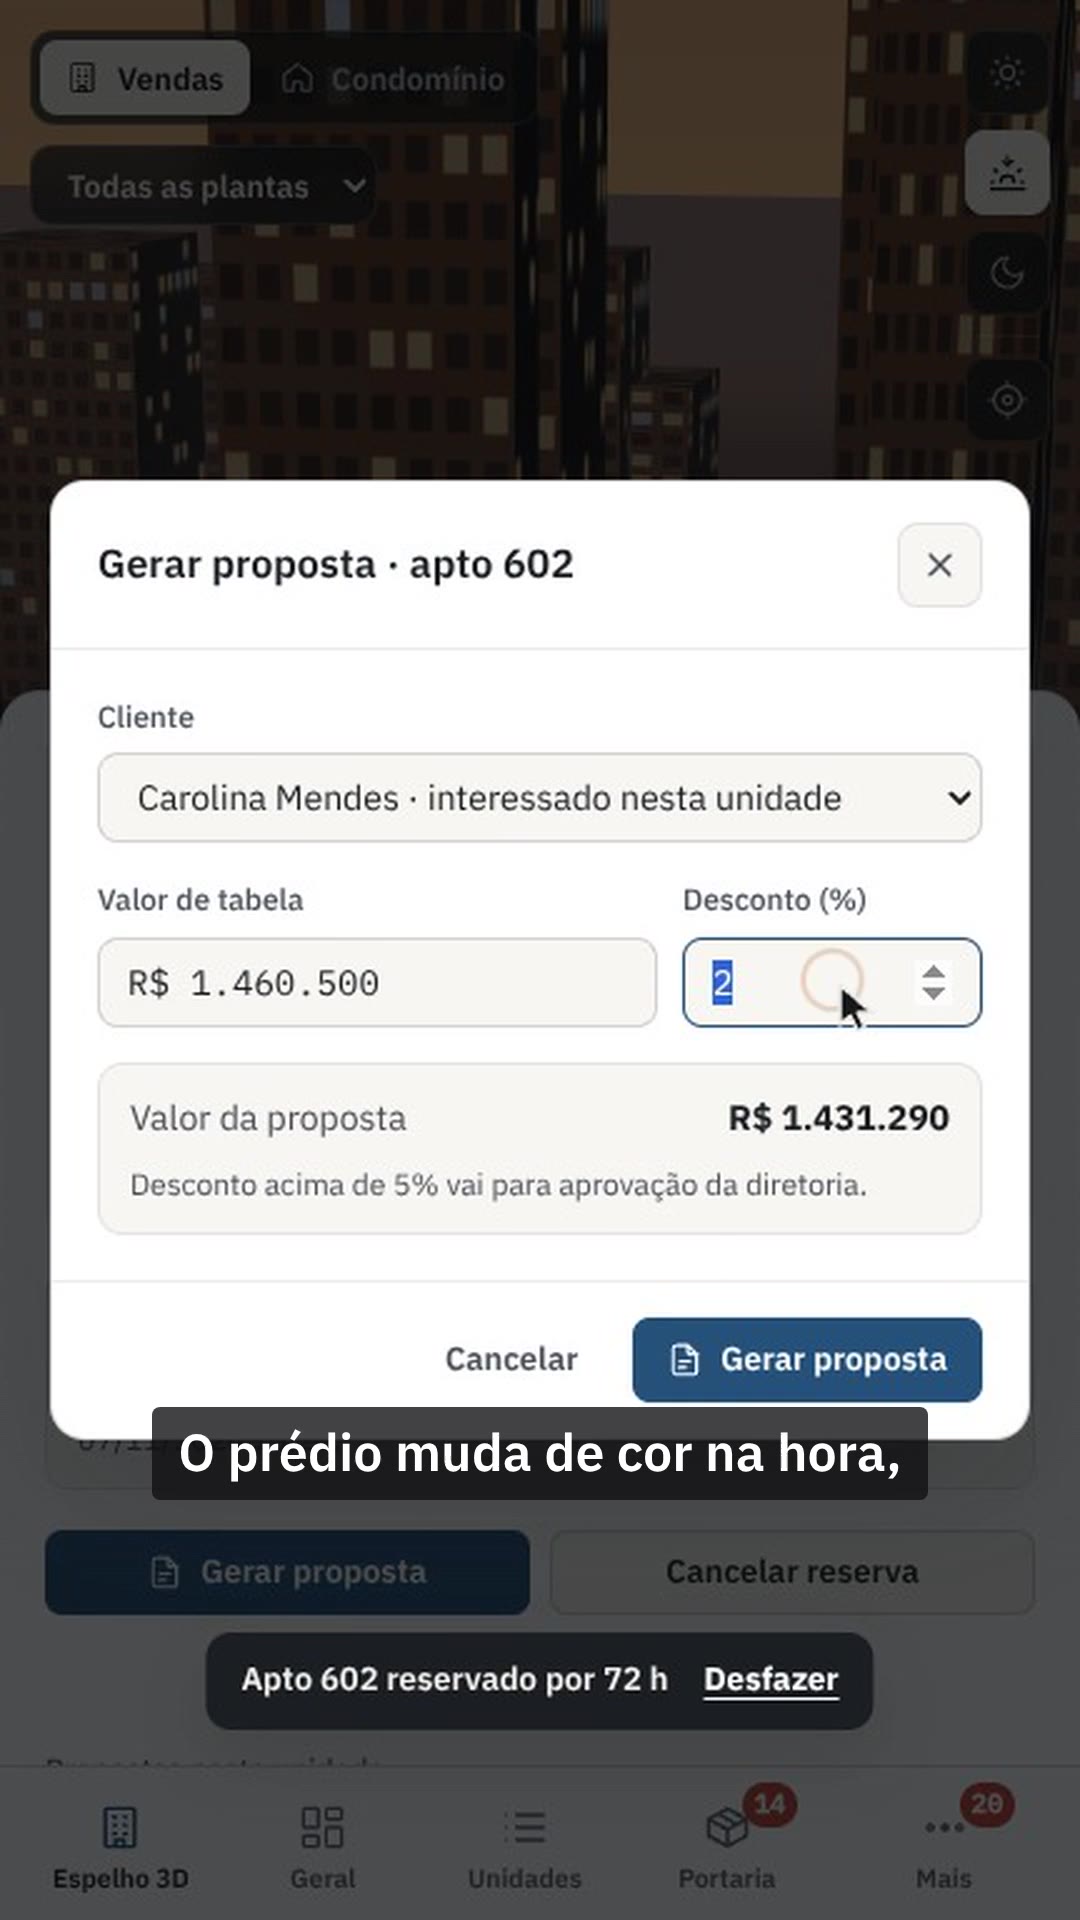 Vendas
Condomínio
Todas as plantas
Gerar proposta · apto 602
Cliente
Carolina Mendes · interessado nesta unidade
Valor de tabela
Desconto (%)
R$ 1.460.500
2
Valor da proposta
R$ 1.431.290
Desconto acima de 5% vai para aprovação da diretoria.
Cancelar
Gerar proposta
O prédio muda de cor na hora,
Gerar proposta
Cancelar reserva
Apto 602 reservado por 72 h
Desfazer
14
20
Espelho 3D
Geral
Unidades
Portaria
Mais